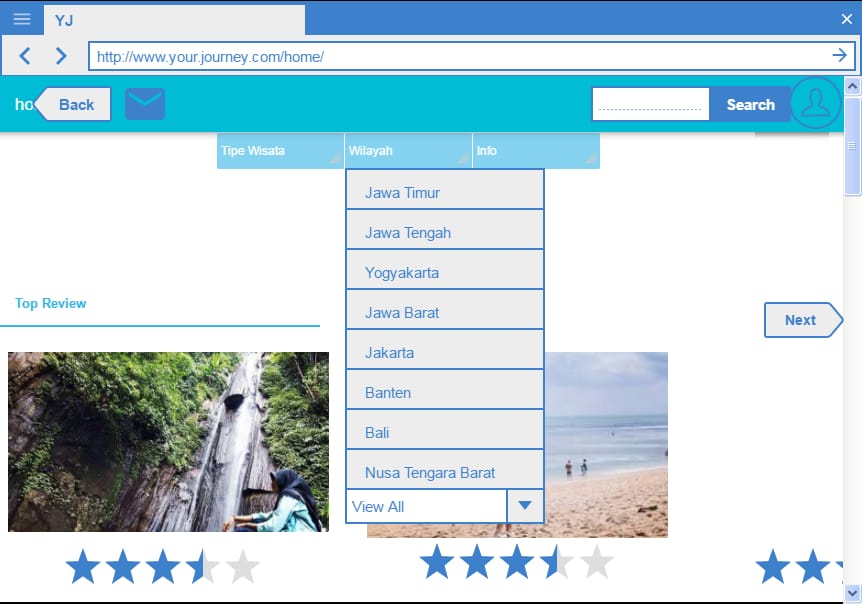 YJ
http://www.your.journey.com/home/
ho
Back
Search
Tipe Wisata
Wilayah
Info
Jawa Timur
Jawa Tengah
Yogyakarta
Jawa Barat
Jakarta
Banten
Bali
Nusa Tengara Barat
View All
Top Review
Next